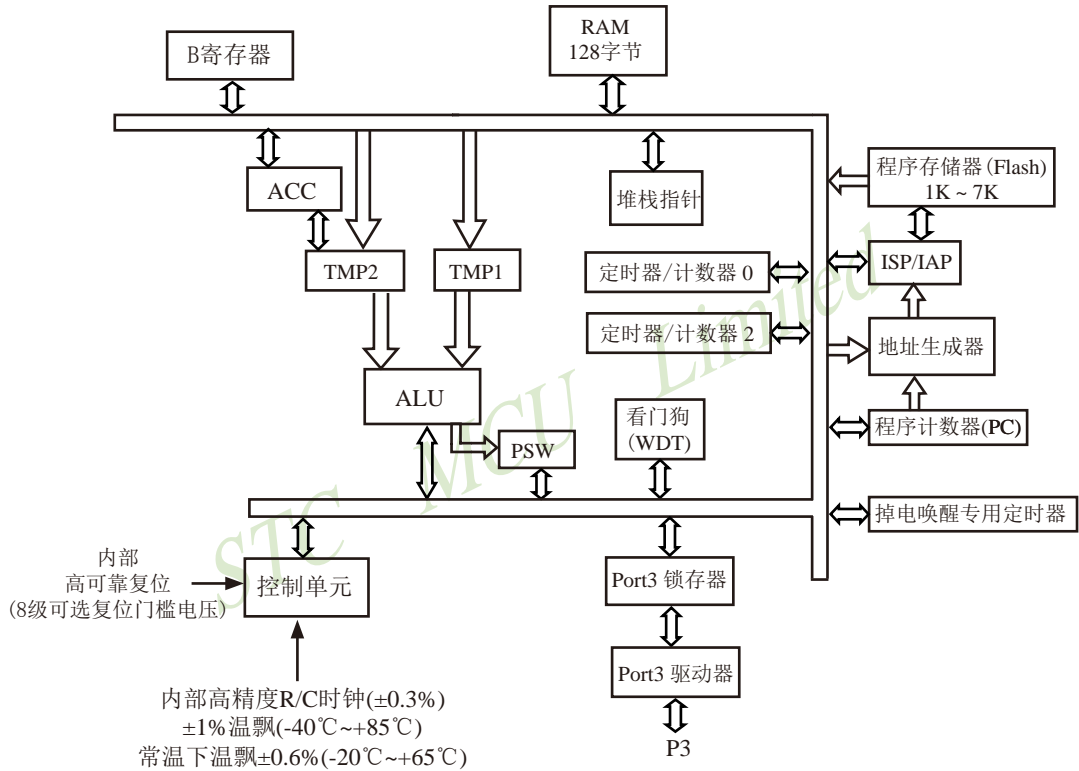 B寄存器
RAM
128字节
ACC
堆栈指针
程序存储器(Flash)
1K ~ 7K
TMP2
TMP1
定时器/计数器 0
ISP/IAP
定时器/计数器 2
地址生成器
ALU
看门狗
(WDT)
PSW
程序计数器(PC)
掉电唤醒专用定时器
STC MCU Limited
内部
高可靠复位
(8级可选复位门槛电压)
控制单元
Port3 锁存器
Port3 驱动器
P3
内部高精度R/C时钟(±0.3%)
±1%温飘(-40℃~+85℃)
常温下温飘±0.6%(-20℃~+65℃)